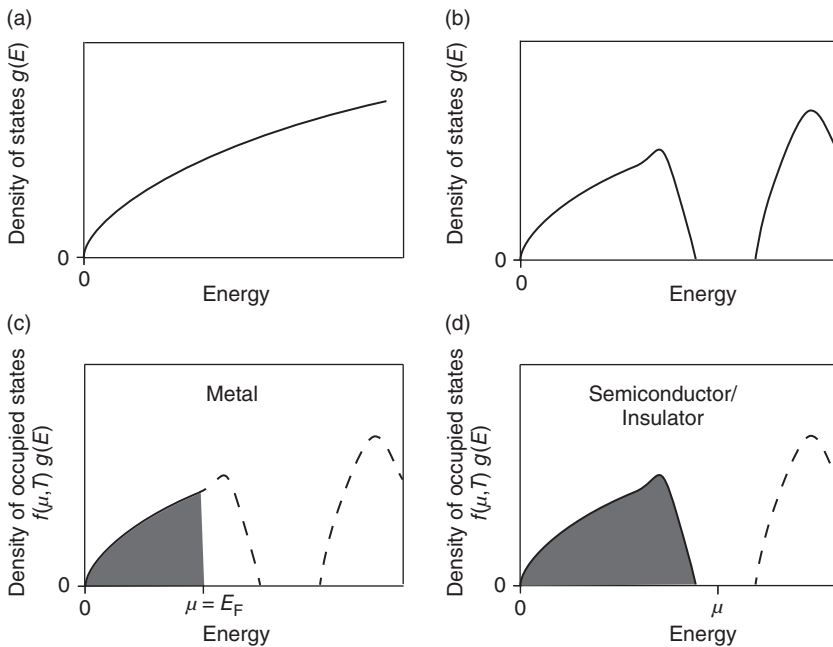 (a)
Density of states g(E)
0
0
Energy
(b)
Density of states g(E)
0
0
Energy
(c)
Density of occupied states
f(μ,T) g(E)
Metal
0
0
μ = E_F
Energy
(d)
Density of occupied states
f(μ,T) g(E)
Semiconductor/
Insulator
0
0
μ
Energy